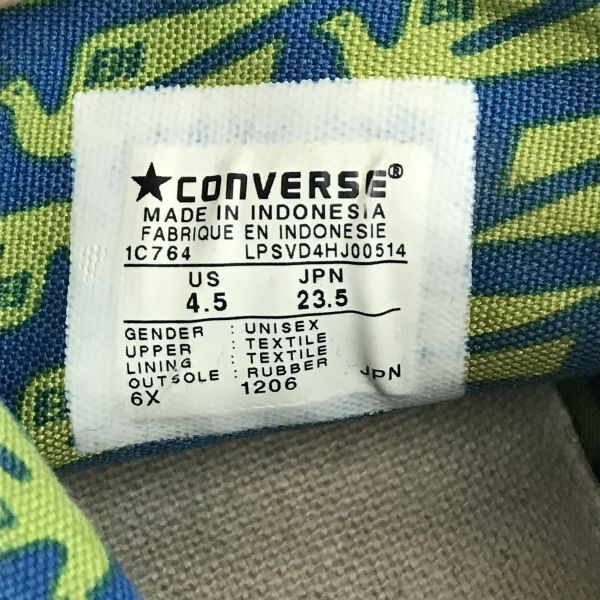 ★CONVERSE®
MADE IN INDONESIA
FABRIQUE EN INDONESIE
1C764 LPSVD4HJ00514
US JPN
4.5 23.5
GENDER : UNISEX
UPPER : TEXTILE
LINING : TEXTILE
OUTSOLE : RUBBER
6X 1206 JPN